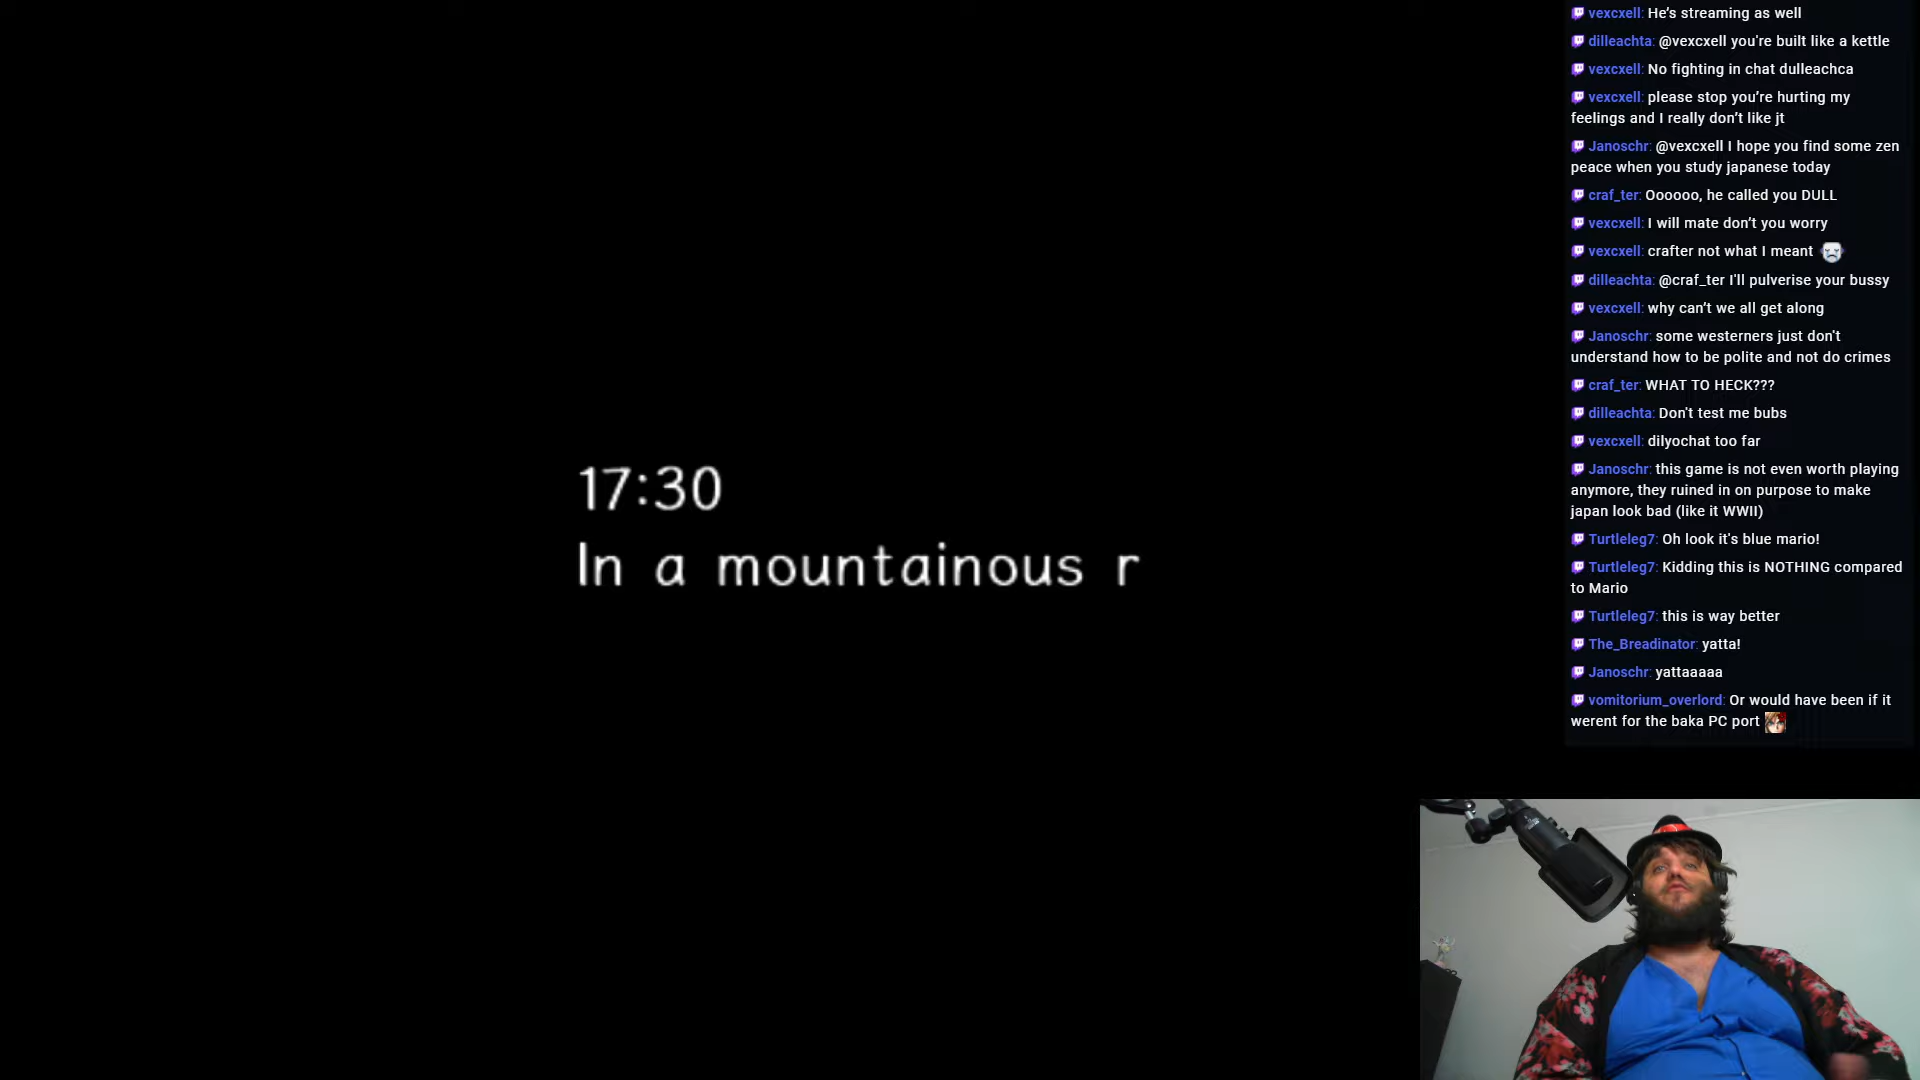 17:30
In a mountainous r
vexcxell: He’s streaming as well
dilleachta: @vexcxell you're built like a kettle
vexcxell: No fighting in chat dulleachca
vexcxell: please stop you’re hurting my
feelings and I really don’t like jt
Janoschr: @vexcxell I hope you find some zen
peace when you study japanese today
craf_ter: Oooooo, he called you DULL
vexcxell: I will mate don’t you worry
vexcxell: crafter not what I meant
dilleachta: @craf_ter I'll pulverise your bussy
vexcxell: why can’t we all get along
Janoschr: some westerners just don't
understand how to be polite and not do crimes
craf_ter: WHAT TO HECK???
dilleachta: Don't test me bubs
vexcxell: dilyochat too far
Janoschr: this game is not even worth playing
anymore, they ruined in on purpose to make
japan look bad (like it WWII)
Turtleleg7: Oh look it's blue mario!
Turtleleg7: Kidding this is NOTHING compared
to Mario
Turtleleg7: this is way better
The_Breadinator: yatta!
Janoschr: yattaaaaa
vomitorium_overlord: Or would have been if it
werent for the baka PC port